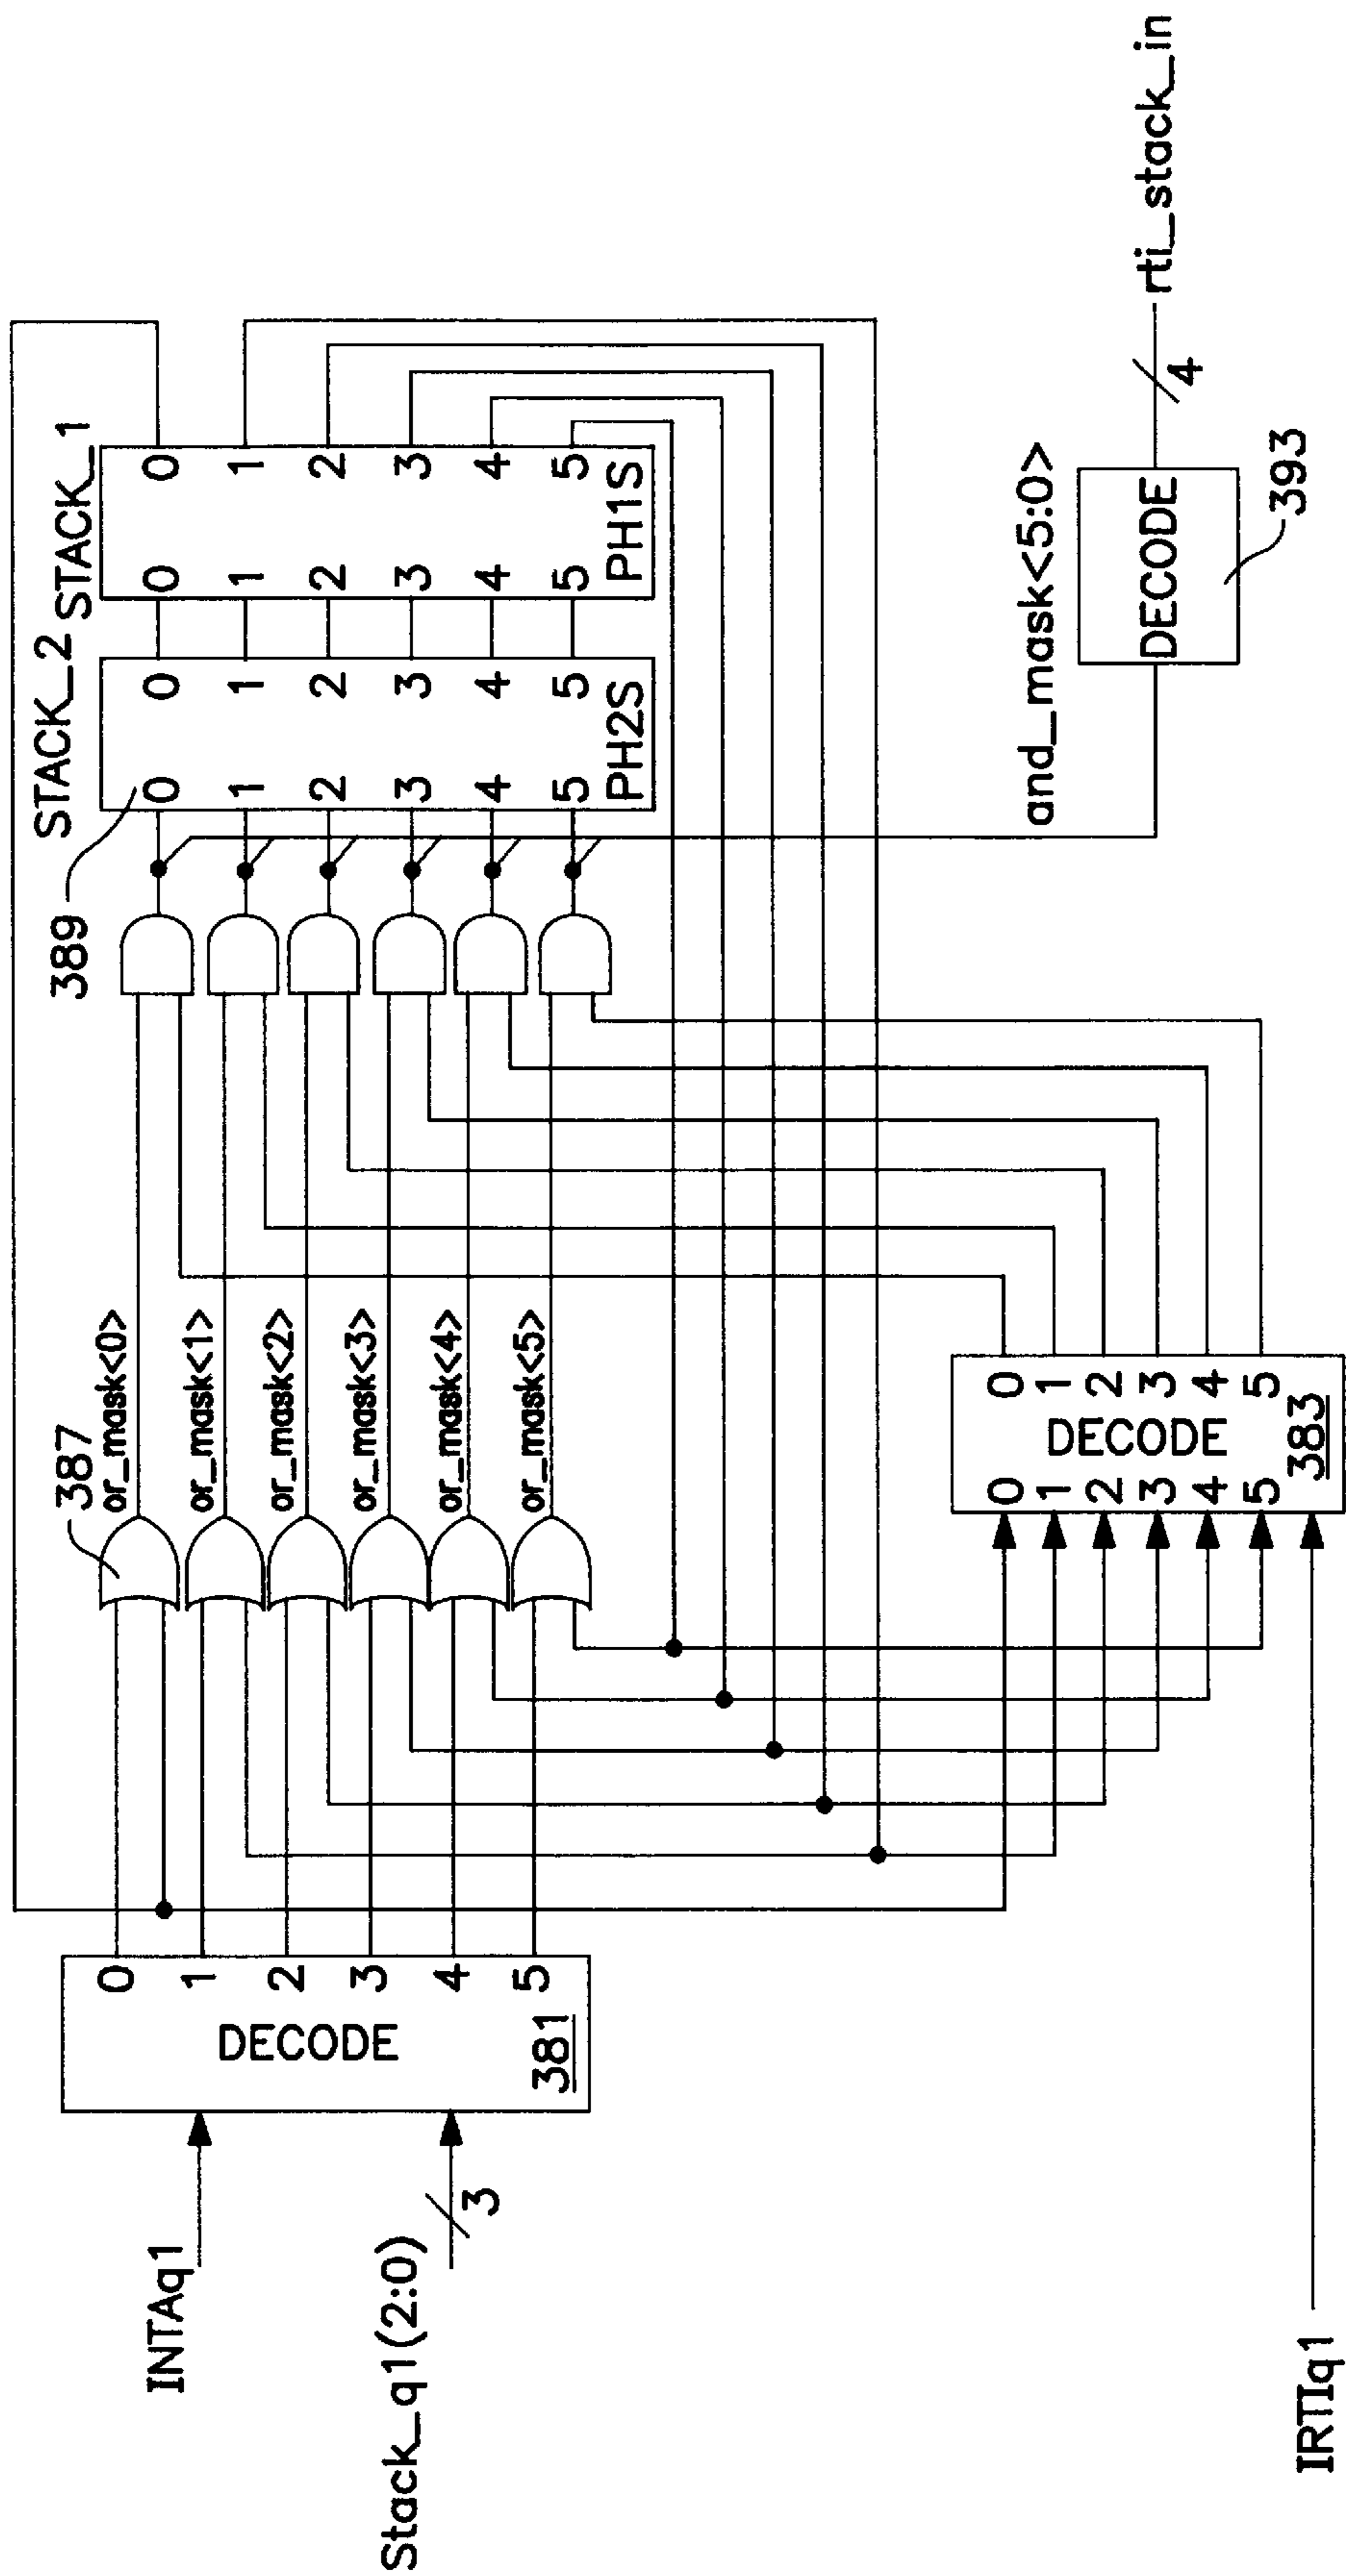 INTAq1
Stack_q1(2:0)
3
IRTIq1
0
1
2
3
4
5
DECODE
381
387
or_mask<0>
or_mask<1>
or_mask<2>
or_mask<3>
or_mask<4>
or_mask<5>
0 0
1 1
2 2
3 3
4 4
5 5
DECODE
383
389
STACK_2
0 0
1 1
2 2
3 3
4 4
5 5
PH2S
STACK_1
0 0
1 1
2 2
3 3
4 4
5 5
PH1S
and_mask<5:0>
DECODE
393
4
rti_stack_in